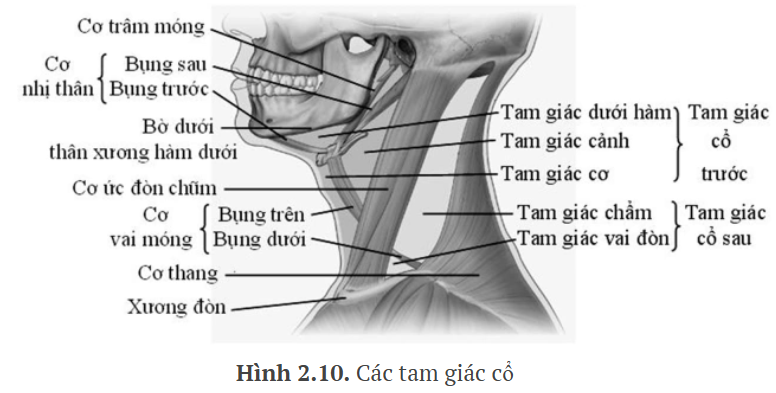 Cơ trâm móng
Cơ
nhị thân
Bụng sau
Bụng trước
Bờ dưới
thân xương hàm dưới
Cơ ức đòn chũm
Cơ
vai móng
Bụng trên
Bụng dưới
Cơ thang
Xương đòn
Tam giác dưới hàm
Tam giác cảnh
Tam giác cơ
Tam giác
cổ
trước
Tam giác chẩm
Tam giác vai đòn
Tam giác
cổ sau
Hình 2.10. Các tam giác cổ